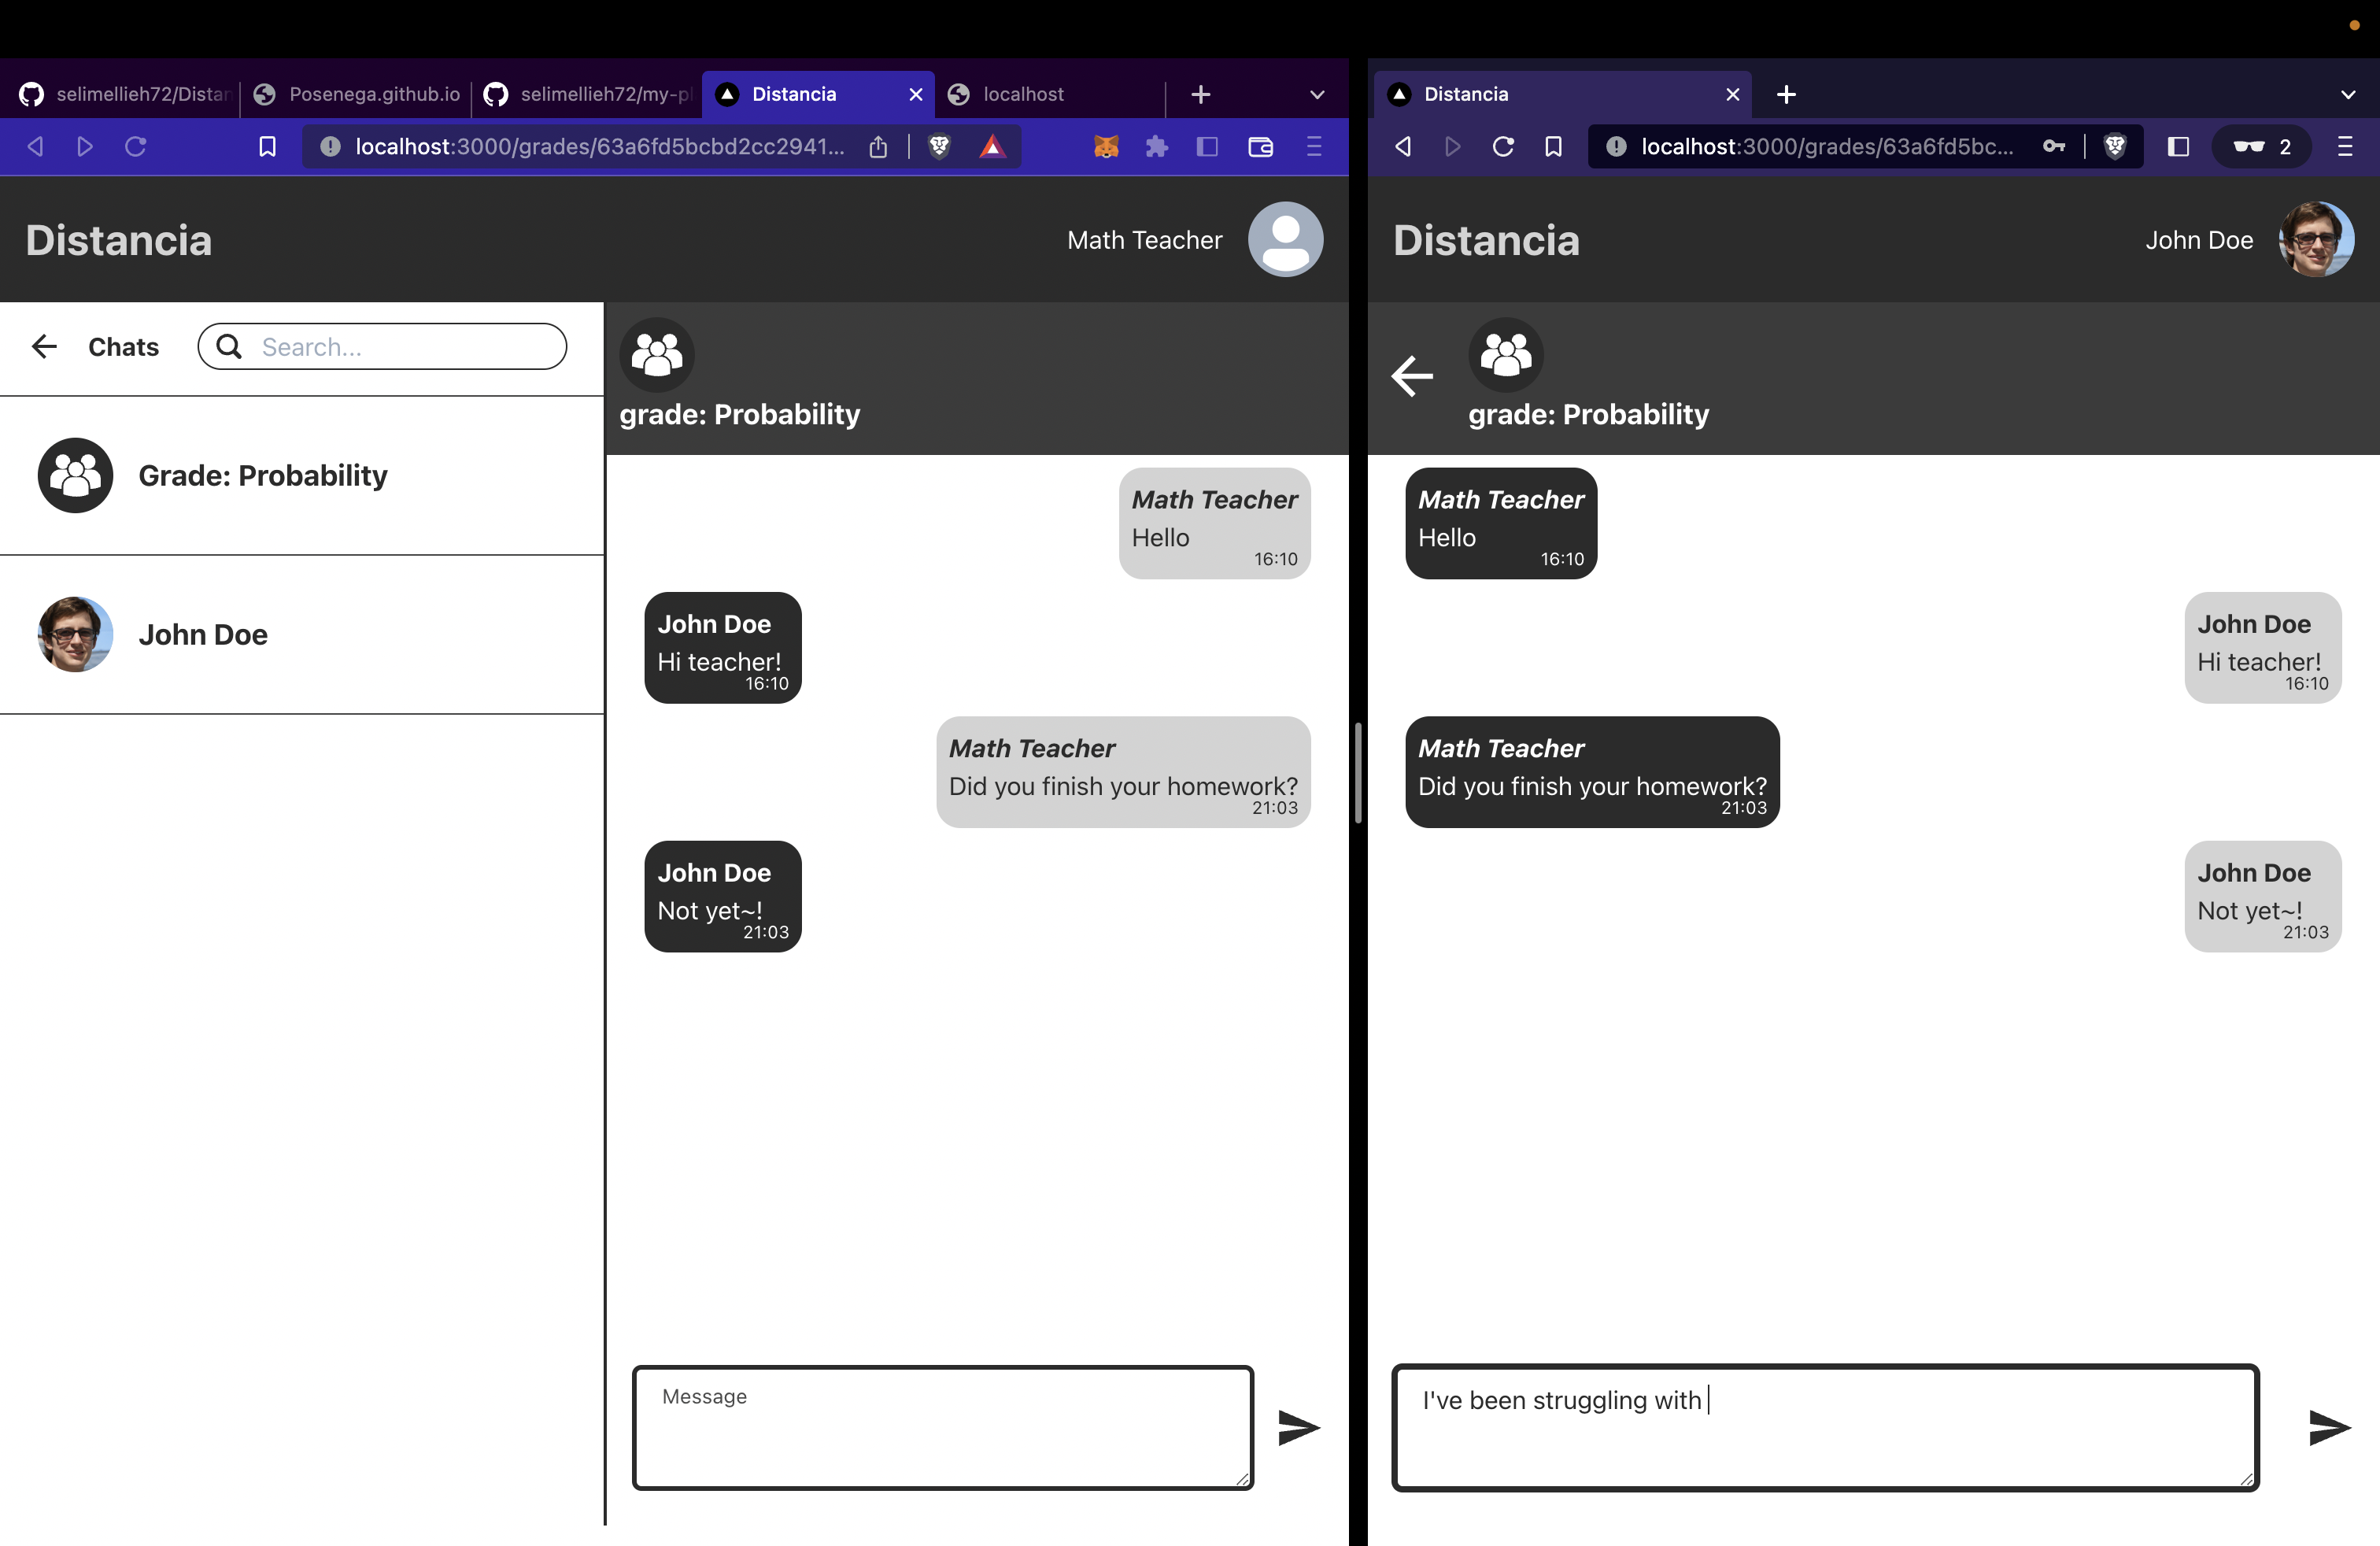 selimellieh72/Distan
Posenega.github.io
selimellieh72/my-pl
Distancia
localhost
localhost:3000/grades/63a6fd5bcbd2cc2941...
Distancia
Math Teacher
Chats
Search...
Grade: Probability
John Doe
grade: Probability
Math Teacher
Hello
16:10
John Doe
Hi teacher!
16:10
Math Teacher
Did you finish your homework?
21:03
John Doe
Not yet~!
21:03
Message
Distancia
localhost:3000/grades/63a6fd5bc...
2
Distancia
John Doe
grade: Probability
Math Teacher
Hello
16:10
John Doe
Hi teacher!
16:10
Math Teacher
Did you finish your homework?
21:03
John Doe
Not yet~!
21:03
I've been struggling with